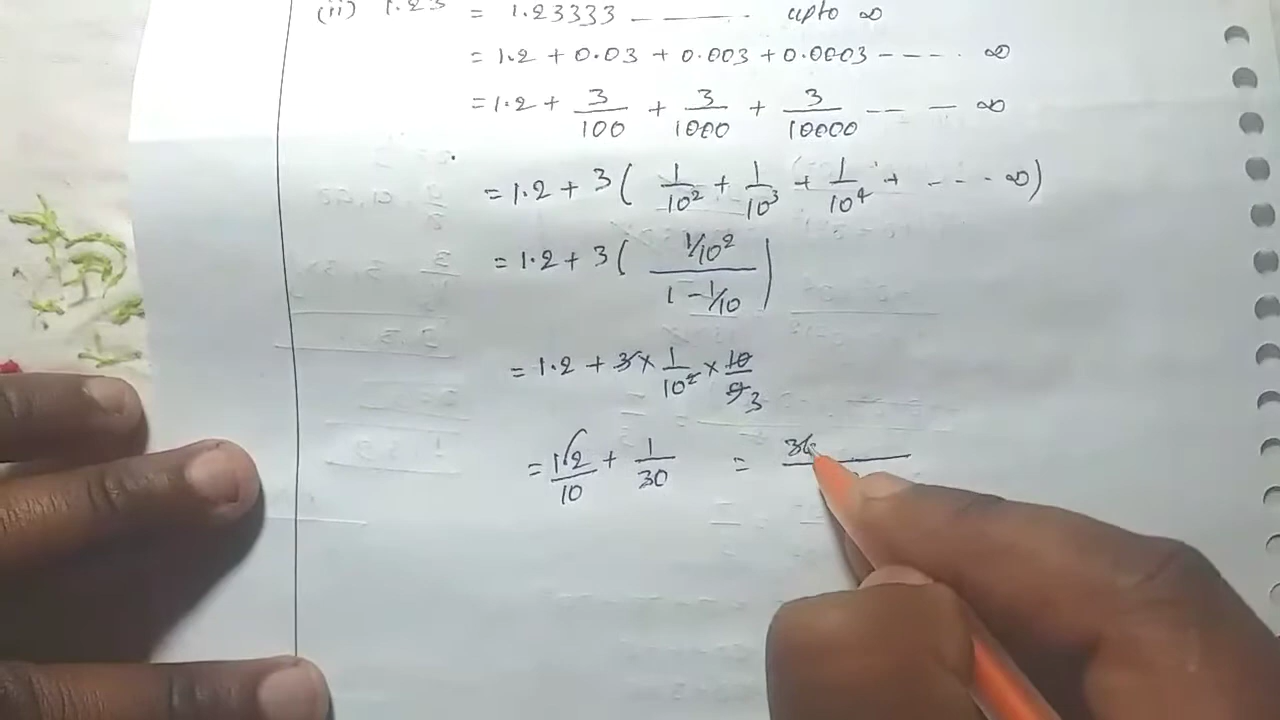 (ii) 1.23 = 1.23333 ——— upto ∞
= 1.2 + 0.03 + 0.003 + 0.0003 ---- ∞
= 1.2 + 3/100 + 3/1000 + 3/10000 -- - ∞
= 1.2 + 3 ( 1/10² + 1/10³ + 1/10⁴ + --- ∞ )
= 1.2 + 3 ( (1/10²) / (1 - 1/10) )
= 1.2 + 3 × 1/10² × 10/9 3
= 12/10 + 1/30 = 36